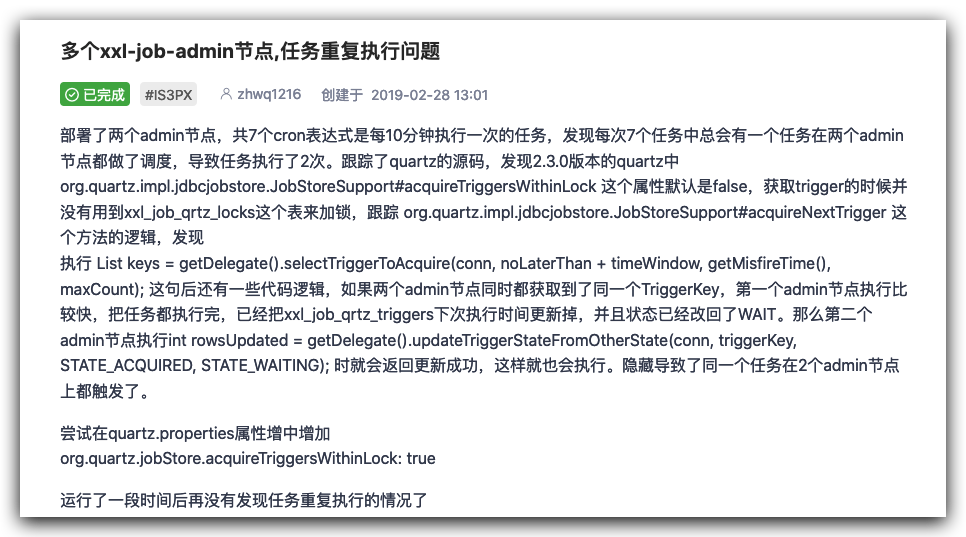 多个xxl-job-admin节点,任务重复执行问题
已完成 #IS3PX zhwq1216 创建于 2019-02-28 13:01
部署了两个admin节点，共7个cron表达式是每10分钟执行一次的任务，发现每次7个任务中总会有一个任务在两个admin
节点都做了调度，导致任务执行了2次。跟踪了quartz的源码，发现2.3.0版本的quartz中
org.quartz.impl.jdbcjobstore.JobStoreSupport#acquireTriggersWithinLock 这个属性默认是false，获取trigger的时候并
没有用到xxl_job_qrtz_locks这个表来加锁，跟踪 org.quartz.impl.jdbcjobstore.JobStoreSupport#acquireNextTrigger 这
个方法的逻辑，发现
执行 List keys = getDelegate().selectTriggerToAcquire(conn, noLaterThan + timeWindow, getMisfireTime(),
maxCount); 这句后还有一些代码逻辑，如果两个admin节点同时都获取到了同一个TriggerKey，第一个admin节点执行比
较快，把任务都执行完，已经把xxl_job_qrtz_triggers下次执行时间更新掉，并且状态已经改回了WAIT。那么第二个
admin节点执行int rowsUpdated = getDelegate().updateTriggerStateFromOtherState(conn, triggerKey,
STATE_ACQUIRED, STATE_WAITING); 时就会返回更新成功，这样就也会执行。隐藏导致了同一个任务在2个admin节点
上都触发了。
尝试在quartz.properties属性增中增加
org.quartz.jobStore.acquireTriggersWithinLock: true
运行了一段时间后再没有发现任务重复执行的情况了